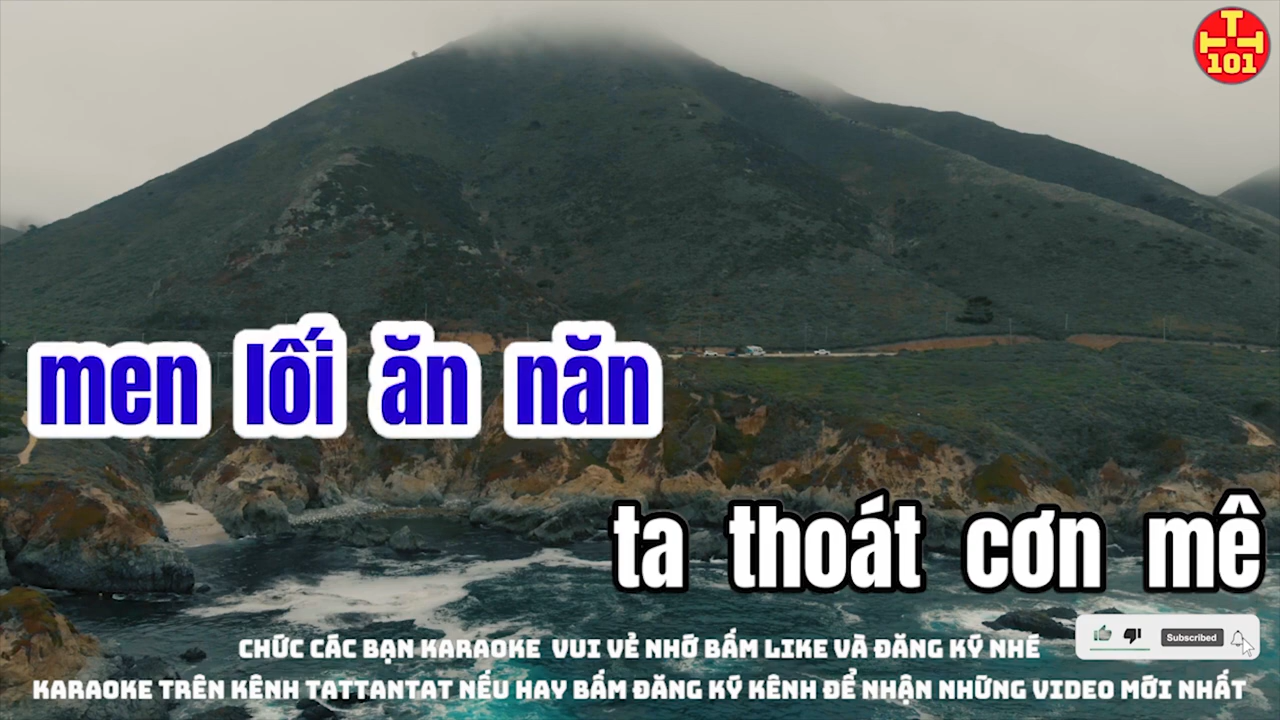 T
TH
101
men lối ăn năn
ta thoát cơn mê
Subscribed
CHỨC CÁC BẠN KARAOKE VUI VẺ NHỚ BẤM LIKE VÀ ĐĂNG KÝ NHÉ
KARAOKE TRÊN KÊNH TATTANTAT NẾU HAY BẤM ĐĂNG KÝ KÊNH ĐỂ NHẬN NHỮNG VIDEO MỚI NHẤT